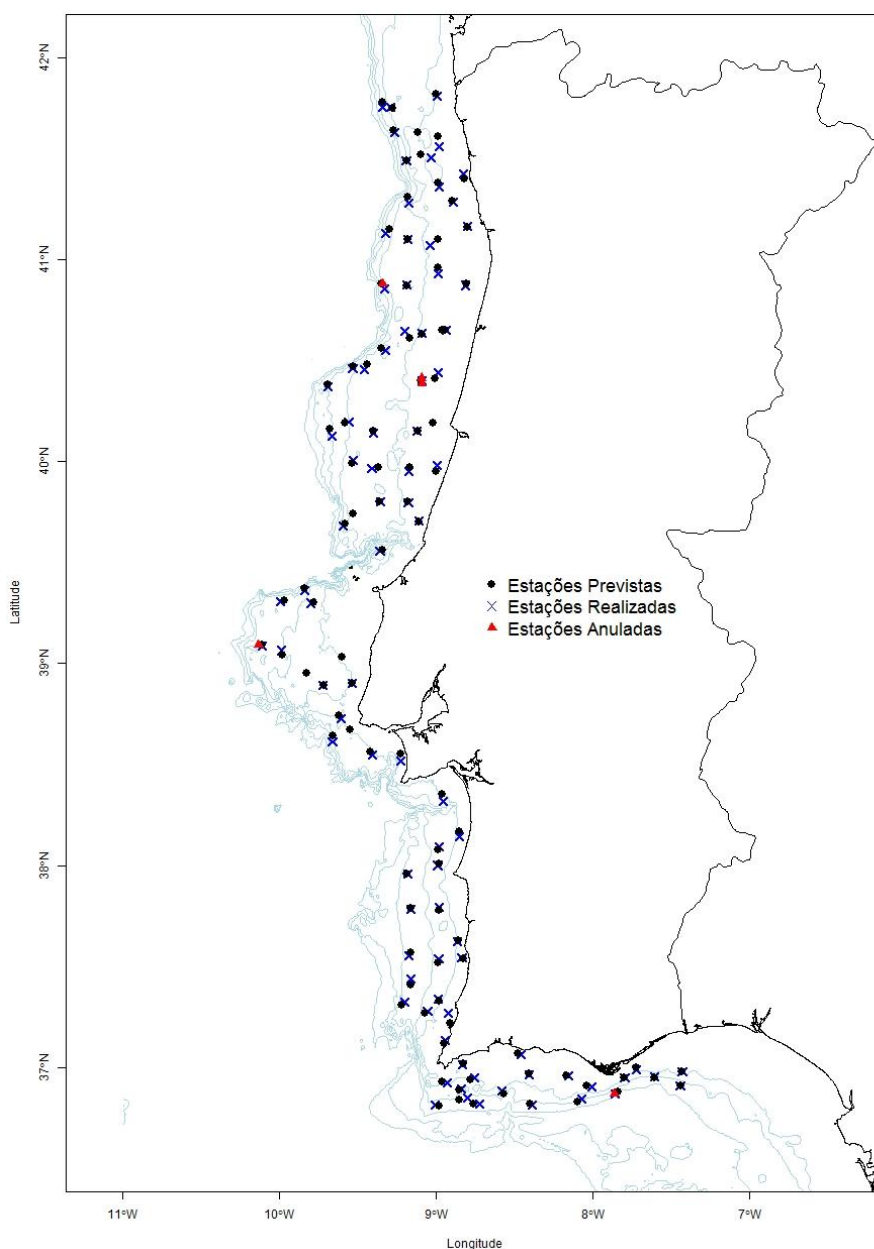 42°N
41°N
40°N
39°N
38°N
37°N
Latitude
Estações Previstas
Estações Realizadas
Estações Anuladas
11°W
10°W
9°W
8°W
7°W
Longitude